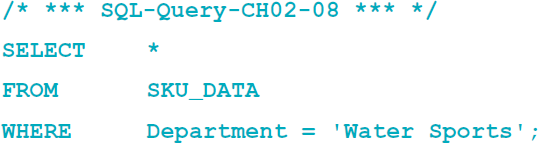 /* *** SQL-Query-CH02-08 *** */
SELECT *
FROM SKU_DATA
WHERE Department = 'Water Sports';